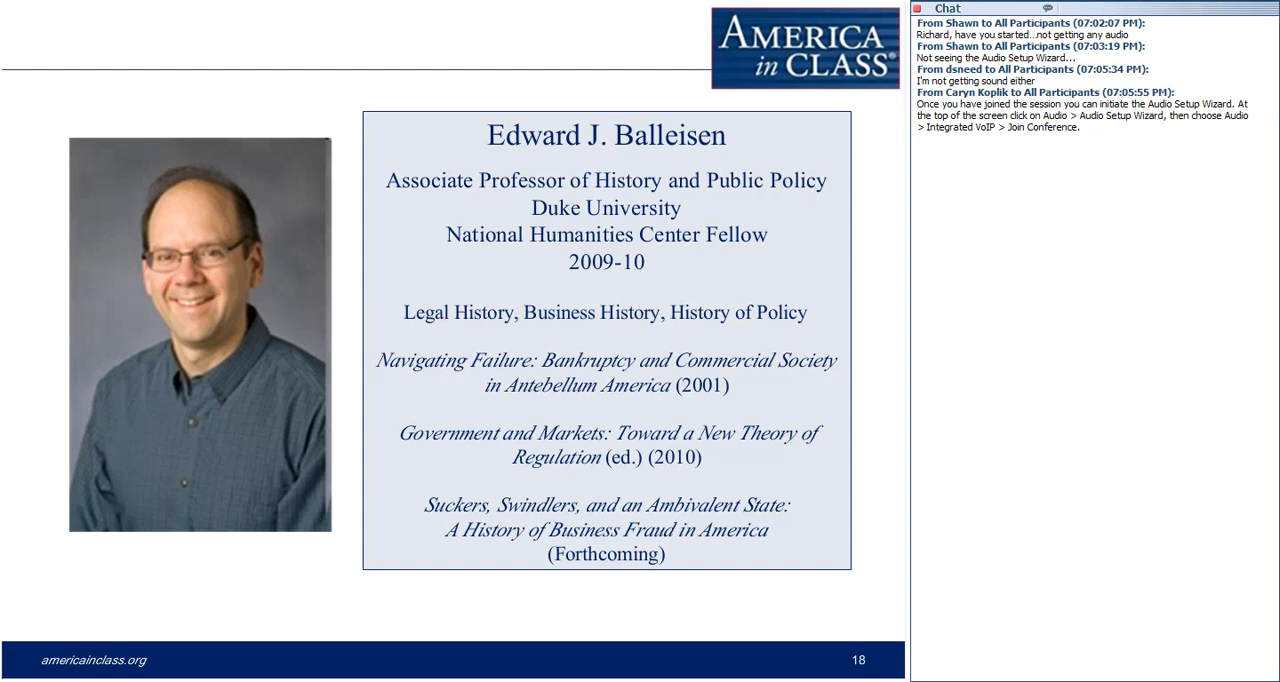 AMERICA
in CLASS®
Edward J. Balleisen
Associate Professor of History and Public Policy
Duke University
National Humanities Center Fellow
2009-10
Legal History, Business History, History of Policy
Navigating Failure: Bankruptcy and Commercial Society
in Antebellum America (2001)
Government and Markets: Toward a New Theory of
Regulation (ed.) (2010)
Suckers, Swindlers, and an Ambivalent State:
A History of Business Fraud in America
(Forthcoming)
americainclass.org
18
Chat
From Shawn to All Participants (07:02:07 PM):
Richard, have you started...not getting any audio
From Shawn to All Participants (07:03:19 PM):
Not seeing the Audio Setup Wizard...
From dsneed to All Participants (07:05:34 PM):
I'm not getting sound either
From Caryn Koplik to All Participants (07:05:55 PM):
Once you have joined the session you can initiate the Audio Setup Wizard. At
the top of the screen click on Audio > Audio Setup Wizard, then choose Audio
> Integrated VoIP > Join Conference.